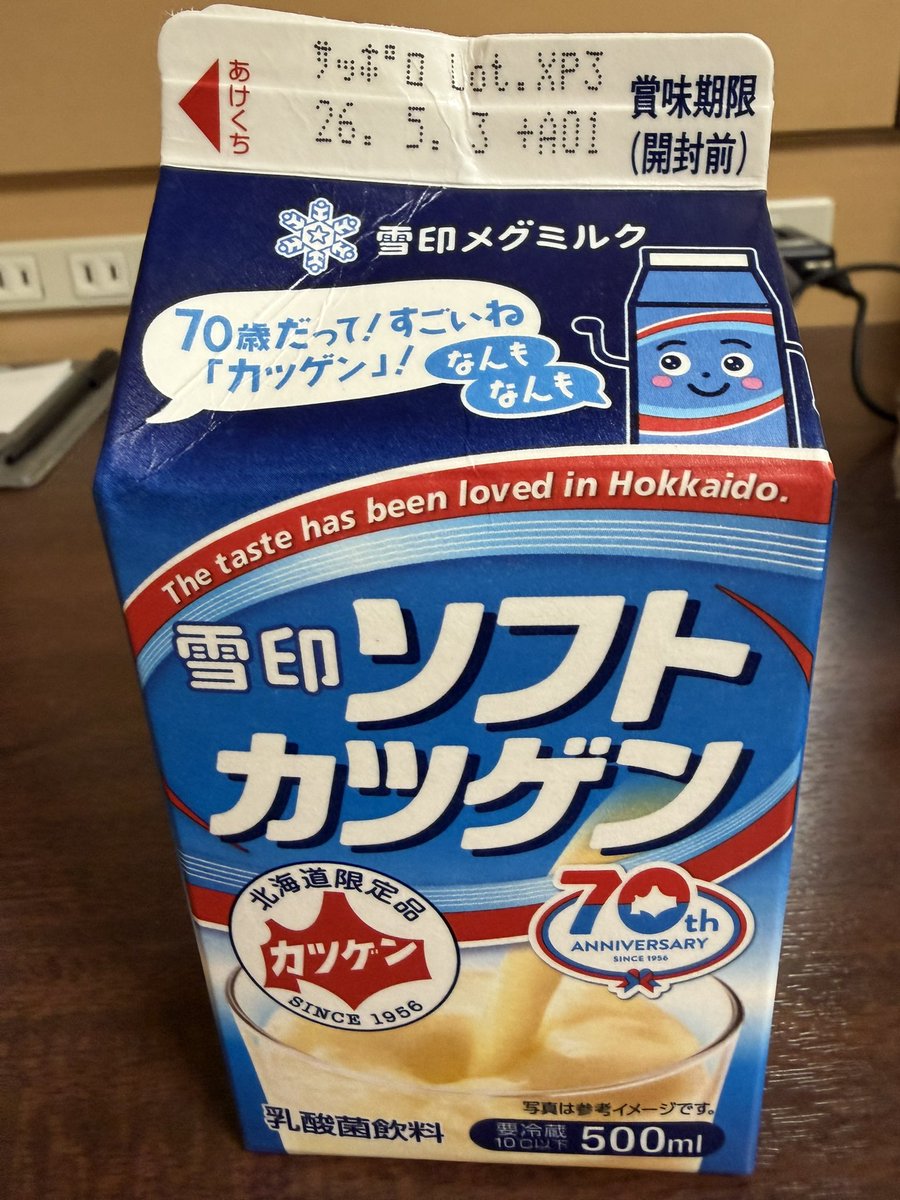 あけくち
サッポロ Lot.XP3
26. 5. 3 +A01
賞味期限
(開封前)
雪印メグミルク
70歳だって!すごいね
「カツゲン」!
なんも
なんも
The taste has been loved in Hokkaido.
雪印 ソフト
カツゲン
北海道限定品
カツゲン
SINCE 1956
70th
ANNIVERSARY
SINCE 1956
写真は参考イメージです。
乳酸菌飲料
要冷蔵
10℃以下
500ml